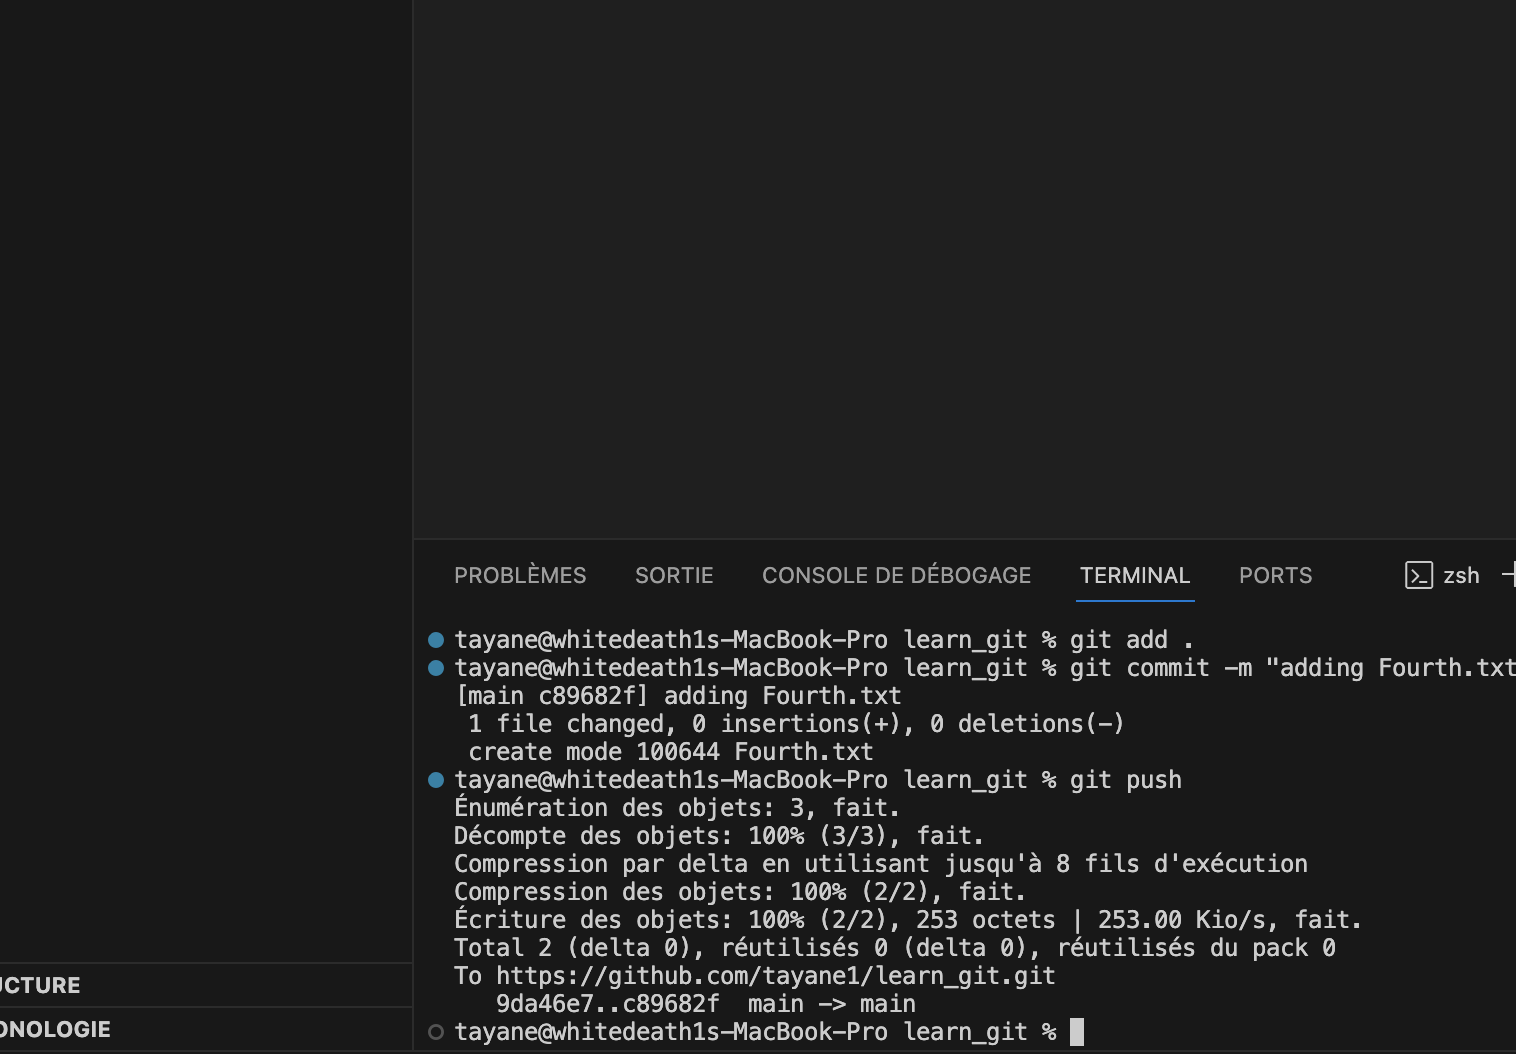 PROBLÈMES SORTIE CONSOLE DE DÉBOGAGE TERMINAL PORTS zsh
tayane@whitedeath1s-MacBook-Pro learn_git % git add .
tayane@whitedeath1s-MacBook-Pro learn_git % git commit -m "adding Fourth.txt
[main c89682f] adding Fourth.txt
1 file changed, 0 insertions(+), 0 deletions(-)
create mode 100644 Fourth.txt
tayane@whitedeath1s-MacBook-Pro learn_git % git push
Énumération des objets: 3, fait.
Décompte des objets: 100% (3/3), fait.
Compression par delta en utilisant jusqu'à 8 fils d'exécution
Compression des objets: 100% (2/2), fait.
Écriture des objets: 100% (2/2), 253 octets | 253.00 Kio/s, fait.
Total 2 (delta 0), réutilisés 0 (delta 0), réutilisés du pack 0
To https://github.com/tayane1/learn_git.git
9da46e7..c89682f main -> main
tayane@whitedeath1s-MacBook-Pro learn_git %
UCTURE
ONOLOGIE